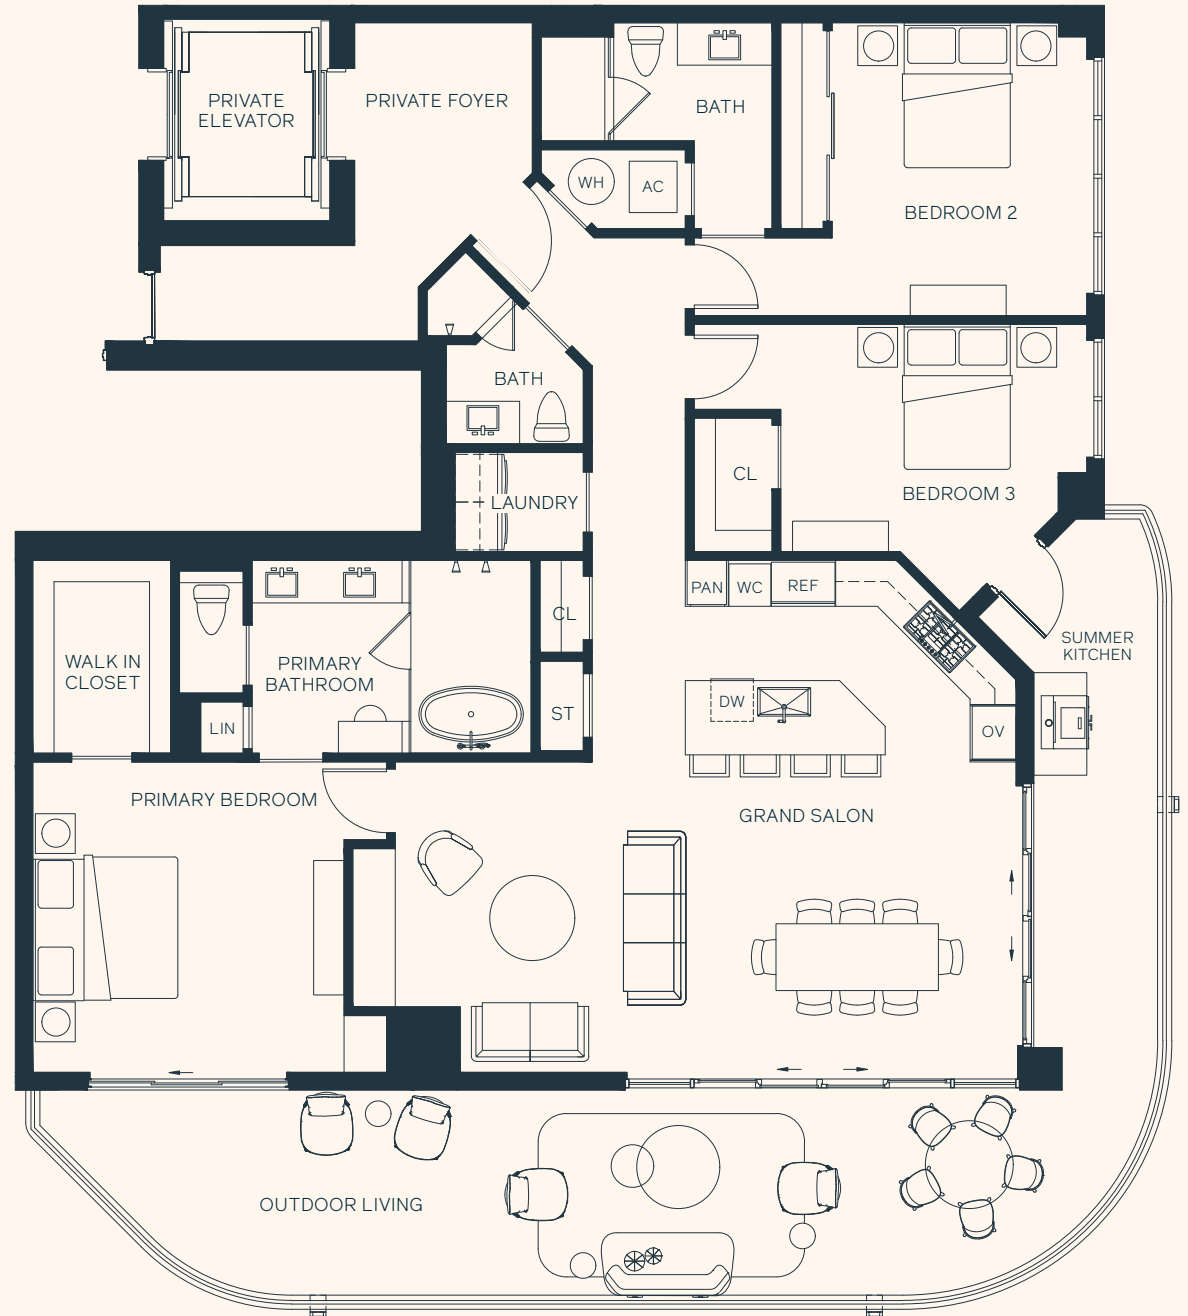 PRIVATE
ELEVATOR
PRIVATE FOYER
BATH
WH
AC
BEDROOM 2
BATH
CL
BEDROOM 3
LAUNDRY
PAN
WC
REF
CL
SUMMER
KITCHEN
WALK IN
CLOSET
PRIMARY
BATHROOM
DW
ST
LIN
OV
PRIMARY BEDROOM
GRAND SALON
OUTDOOR LIVING